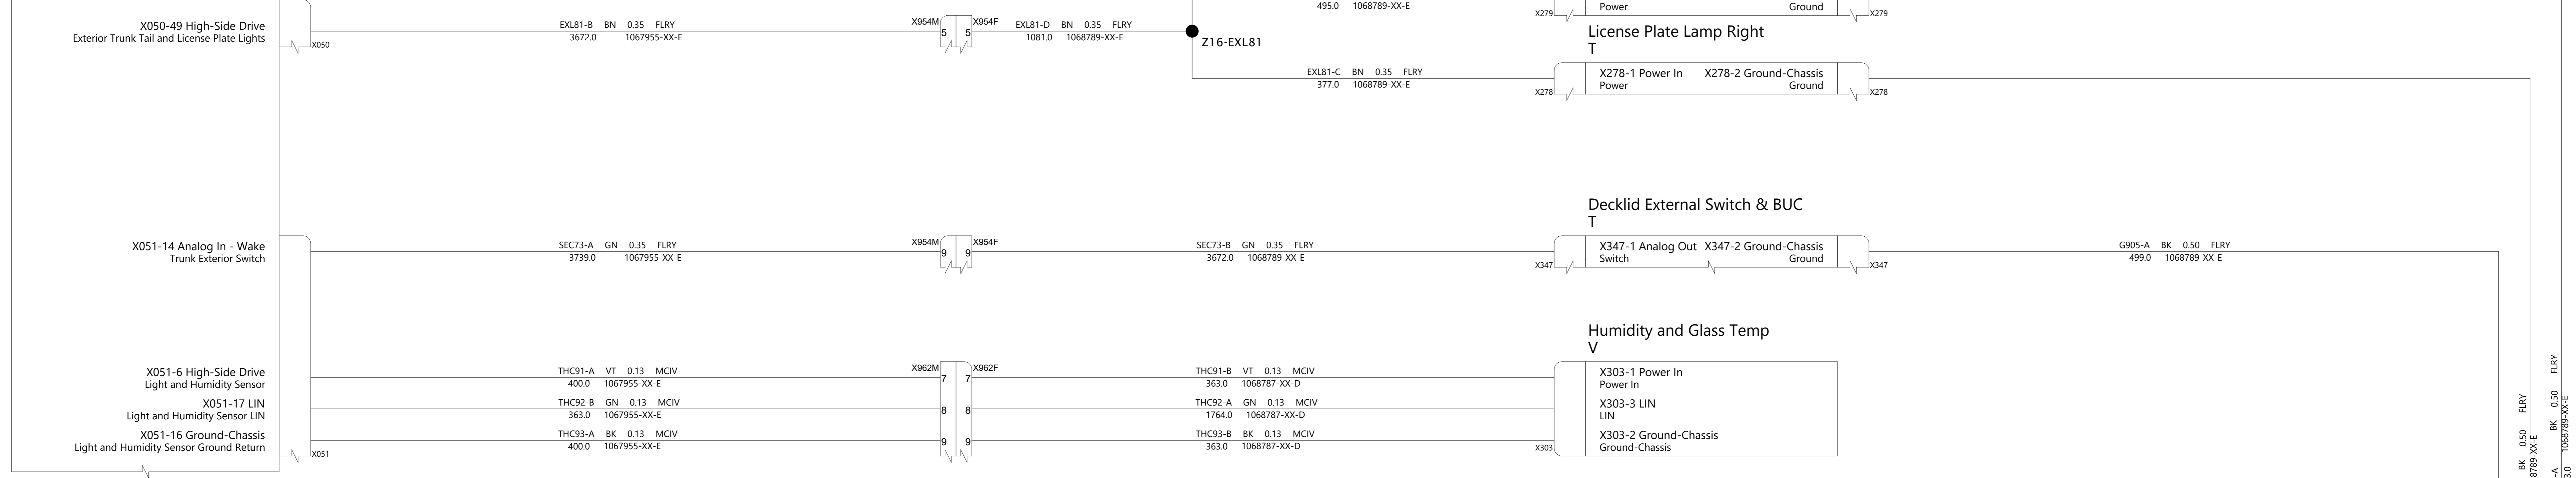 495.0 1068789-XX-E
X279 Power Ground X279
X050-49 High-Side Drive
Exterior Trunk Tail and License Plate Lights
X050
EXL81-B BN 0.35 FLRY
3672.0 1067955-XX-E
X954M X954F
5 5
EXL81-D BN 0.35 FLRY
1081.0 1068789-XX-E
Z16-EXL81
License Plate Lamp Right
T
EXL81-C BN 0.35 FLRY
377.0 1068789-XX-E
X278-1 Power In X278-2 Ground-Chassis
Power Ground
X278 X278
Decklid External Switch & BUC
T
X051-14 Analog In - Wake
Trunk Exterior Switch
SEC73-A GN 0.35 FLRY
3739.0 1067955-XX-E
X954M X954F
9 9
SEC73-B GN 0.35 FLRY
3672.0 1068789-XX-E
X347-1 Analog Out X347-2 Ground-Chassis
Switch Ground
X347 X347
G905-A BK 0.50 FLRY
499.0 1068789-XX-E
Humidity and Glass Temp
V
X051-6 High-Side Drive
Light and Humidity Sensor
THC91-A VT 0.13 MCIV
400.0 1067955-XX-E
X962M X962F
7 7
THC91-B VT 0.13 MCIV
363.0 1068787-XX-D
X303-1 Power In
Power In
X051-17 LIN
Light and Humidity Sensor LIN
THC92-B GN 0.13 MCIV
363.0 1067955-XX-E
8 8
THC92-A GN 0.13 MCIV
1764.0 1068787-XX-D
X303-3 LIN
LIN
X051-16 Ground-Chassis
Light and Humidity Sensor Ground Return
X051
THC93-A BK 0.13 MCIV
400.0 1067955-XX-E
9 9
THC93-B BK 0.13 MCIV
363.0 1068787-XX-D
X303-2 Ground-Chassis
Ground-Chassis
X303
BK 0.50 FLRY
8789-XX-E
-A BK 0.50 FLRY
3.0 1068789-XX-E